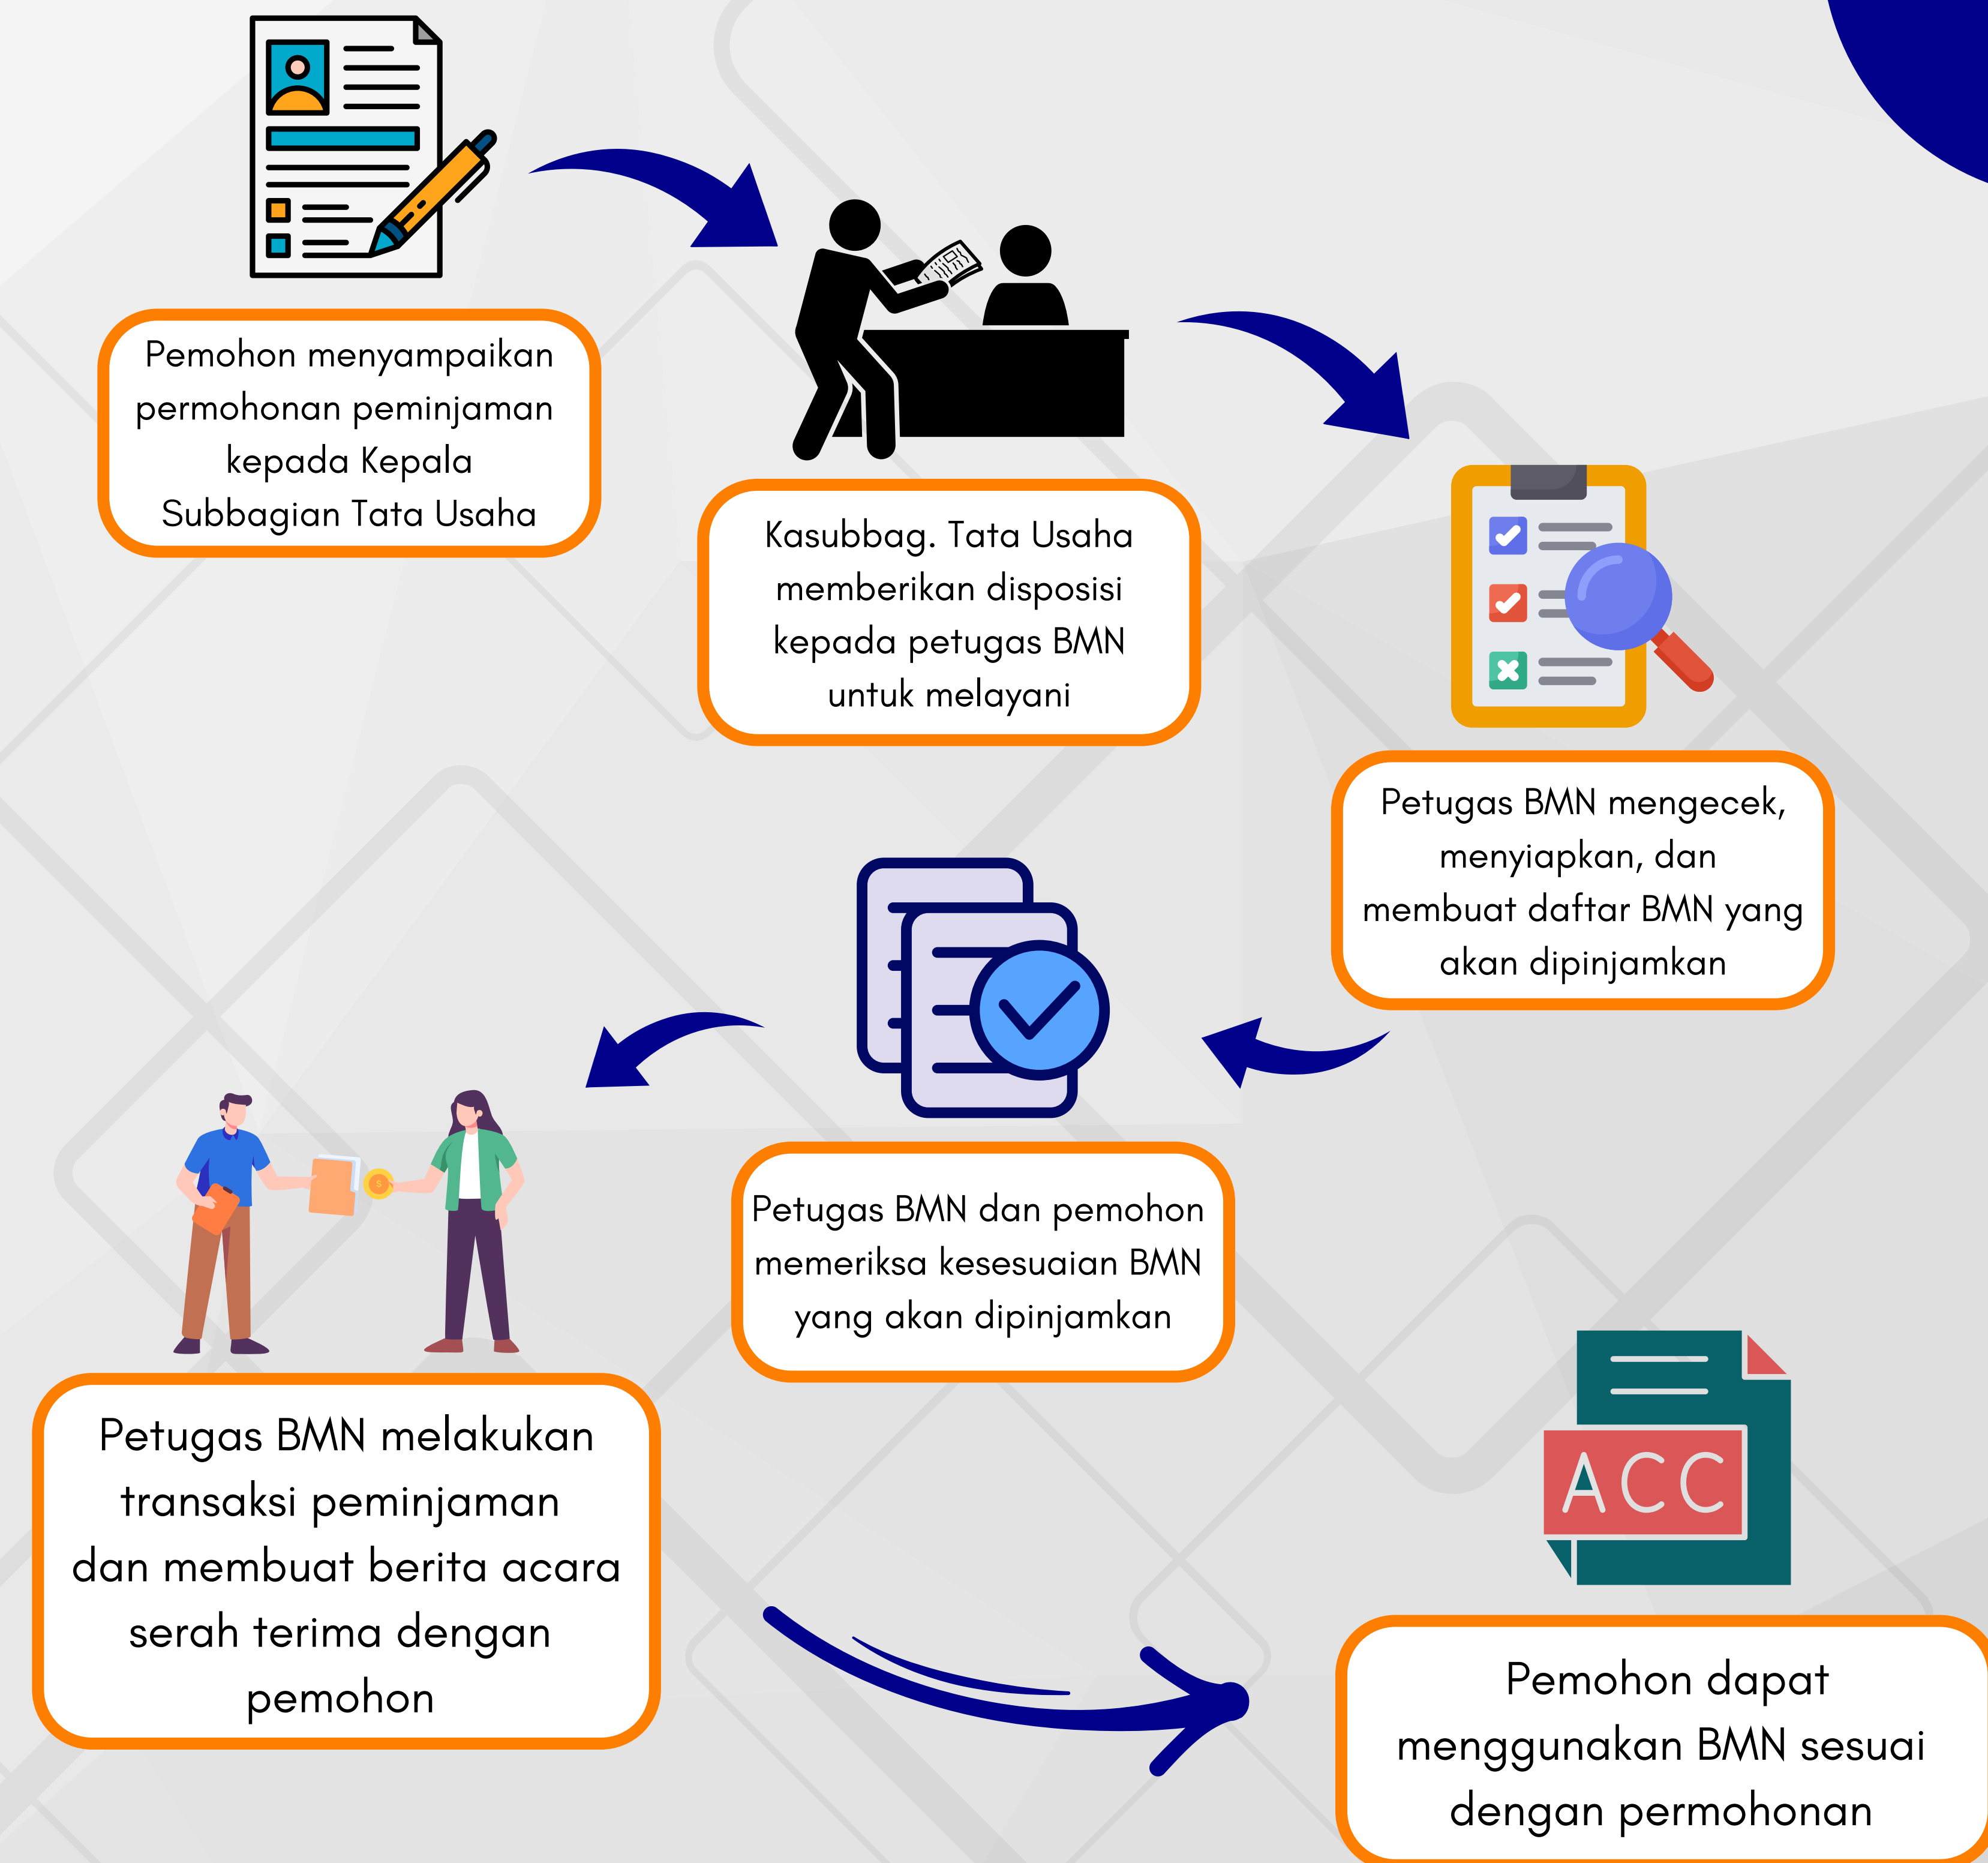 Pemohon menyampaikan
permohonan peminjaman
kepada Kepala
Subbagian Tata Usaha
Kasubbag. Tata Usaha
memberikan disposisi
kepada petugas BMN
untuk melayani
Petugas BMN mengecek,
menyiapkan, dan
membuat daftar BMN yang
akan dipinjamkan
Petugas BMN dan pemohon
memeriksa kesesuaian BMN
yang akan dipinjamkan
$
Petugas BMN melakukan
transaksi peminjaman
dan membuat berita acara
serah terima dengan
pemohon
ACC
Pemohon dapat
menggunakan BMN sesuai
dengan permohonan